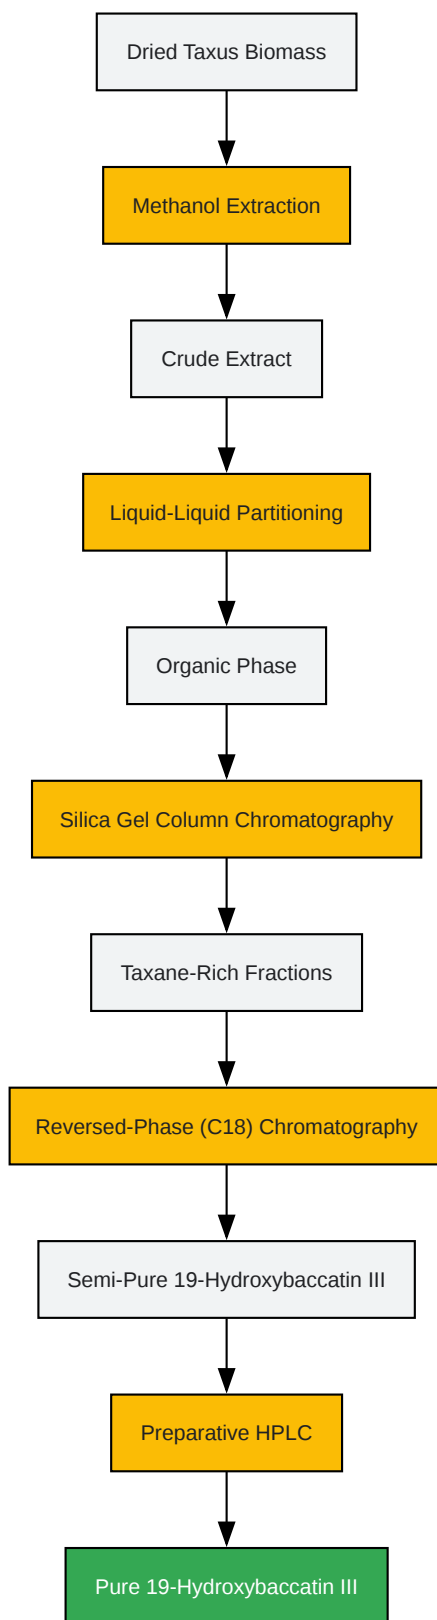 Dried Taxus Biomass
Methanol Extraction
Crude Extract
Liquid-Liquid Partitioning
Organic Phase
Silica Gel Column Chromatography
Taxane-Rich Fractions
Reversed-Phase (C18) Chromatography
Semi-Pure 19-Hydroxybaccatin III
Preparative HPLC
Pure 19-Hydroxybaccatin III